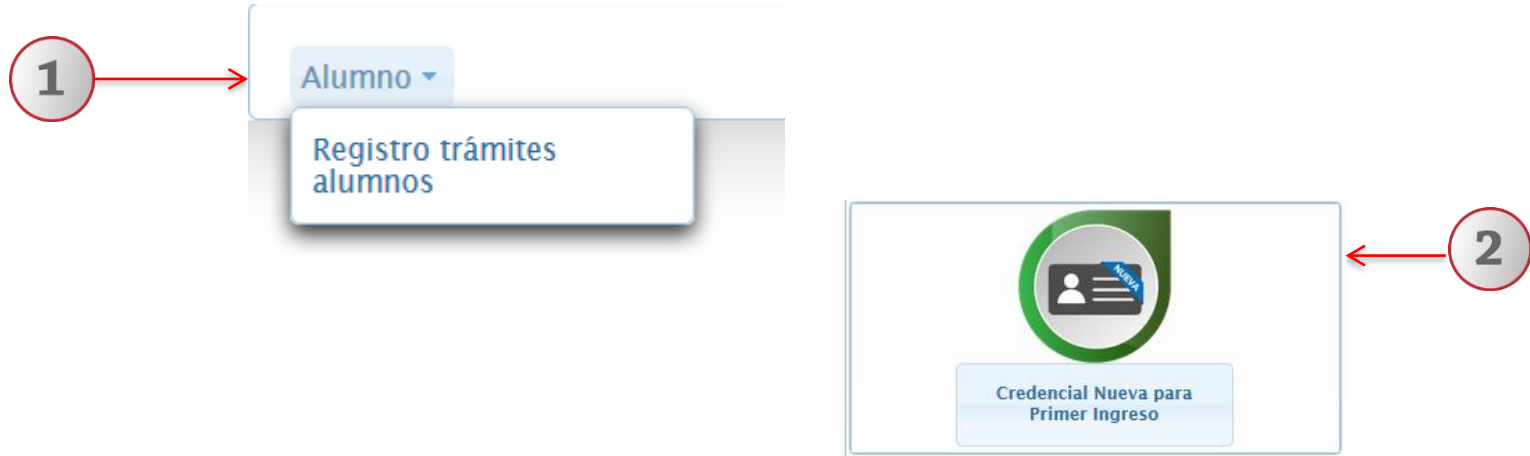 1
Alumno
Registro trámites
alumnos
2
NUEVA
Credencial Nueva para
Primer Ingreso